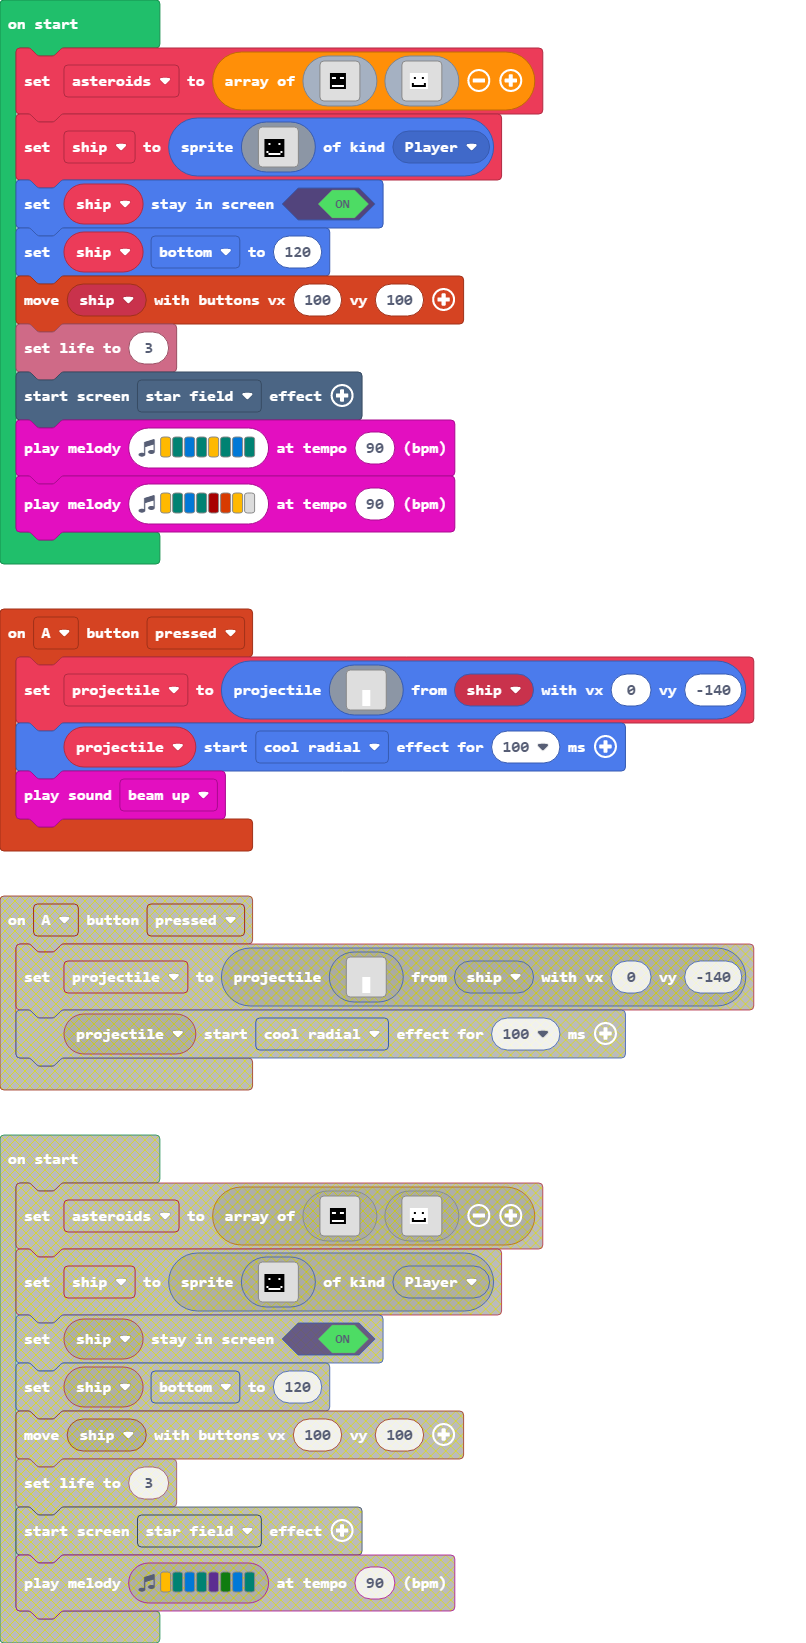 on start
set asteroids to array of
set ship to sprite of kind Player
set ship stay in screen ON
set ship bottom to 120
move ship with buttons vx 100 vy 100
set life to 3
start screen star field effect
play melody at tempo 90 (bpm)
play melody at tempo 90 (bpm)
on A button pressed
set projectile to projectile from ship with vx 0 vy -140
projectile start cool radial effect for 100 ms
play sound beam up
on A button pressed
set projectile to projectile from ship with vx 0 vy -140
projectile start cool radial effect for 100 ms
on start
set asteroids to array of
set ship to sprite of kind Player
set ship stay in screen ON
set ship bottom to 120
move ship with buttons vx 100 vy 100
set life to 3
start screen star field effect
play melody at tempo 90 (bpm)